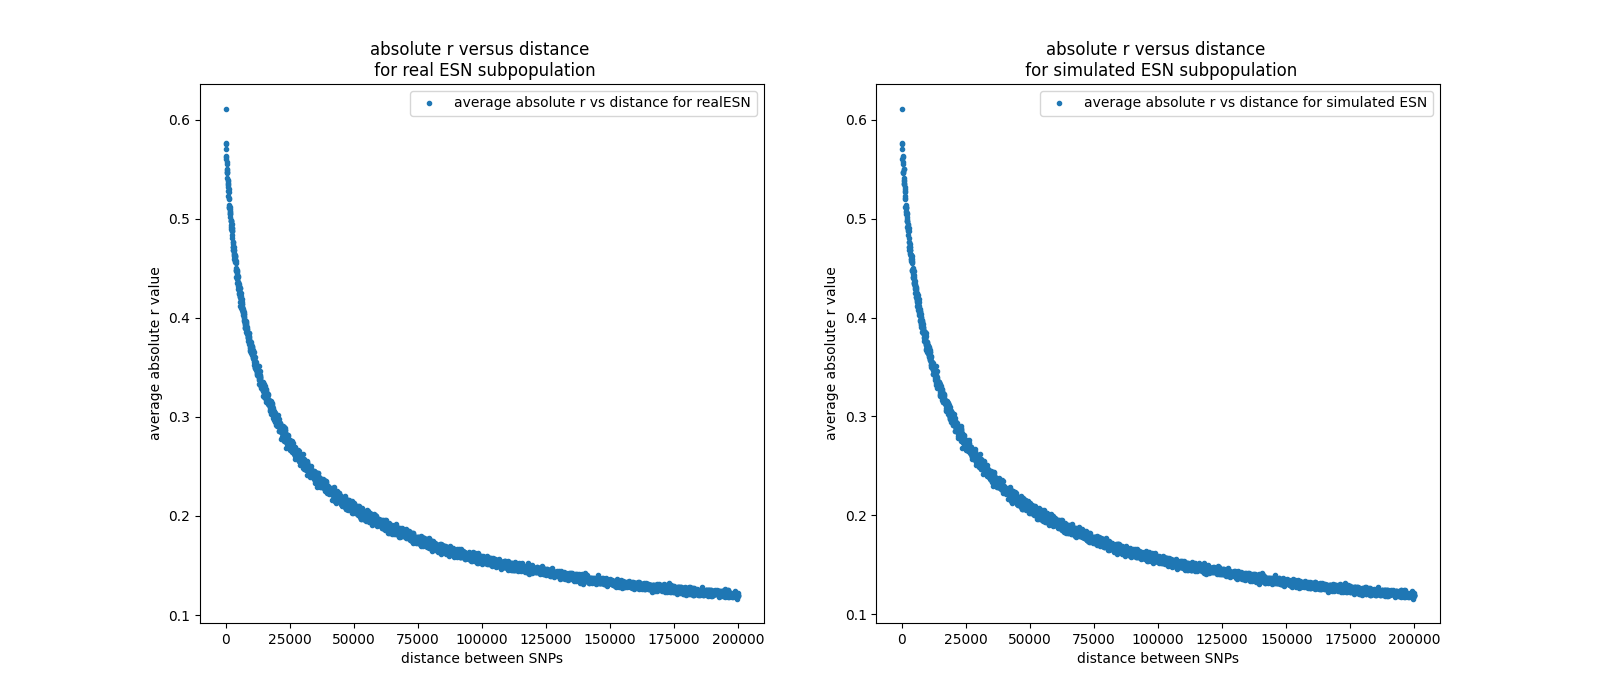 absolute r versus distance
for real ESN subpopulation
average absolute r vs distance for realESN
0.6
0.5
0.4
0.3
0.2
0.1
average absolute r value
0 25000 50000 75000 100000 125000 150000 175000 200000
distance between SNPs
absolute r versus distance
for simulated ESN subpopulation
average absolute r vs distance for simulated ESN
0.6
0.5
0.4
0.3
0.2
0.1
average absolute r value
0 25000 50000 75000 100000 125000 150000 175000 200000
distance between SNPs